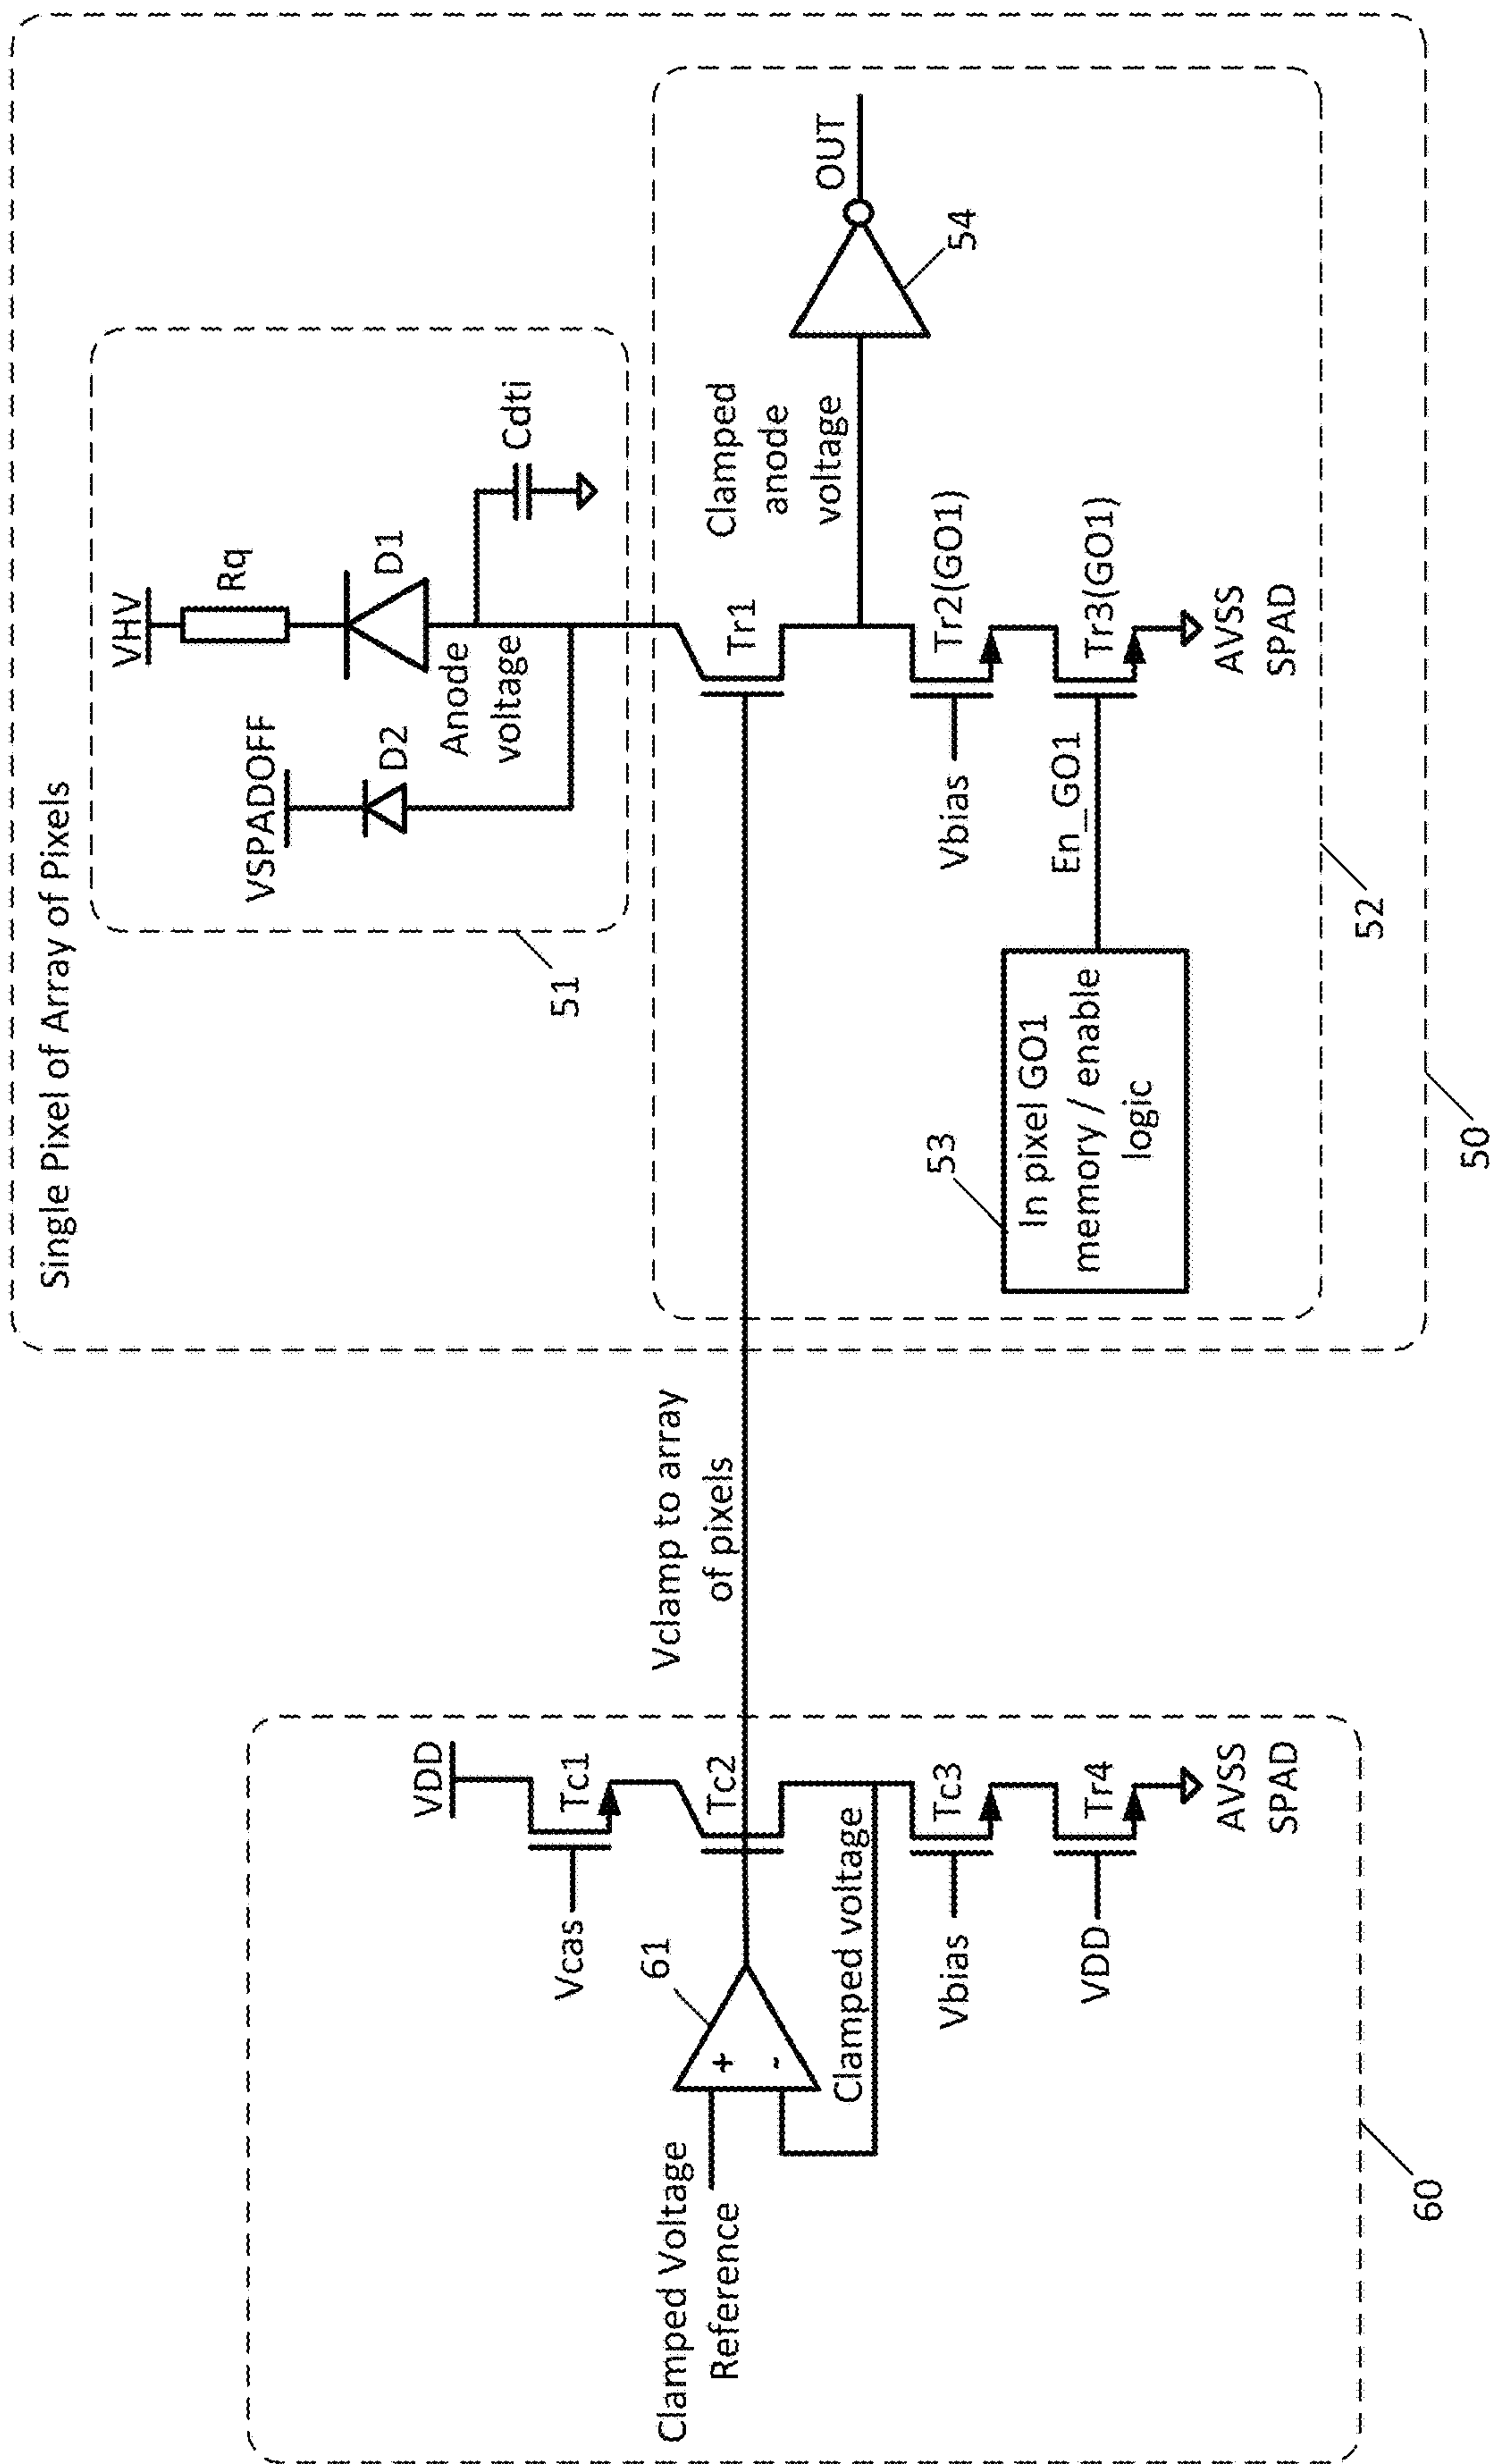 Single Pixel of Array of Pixels
VHV
Rq
VSPADOFF
D1
D2
Cdti
Anode
voltage
51
Tr1
Clamped
anode
voltage
OUT
54
Vbias
Tr2(GO1)
En_GO1
Tr3(GO1)
AVSS
SPAD
53
In pixel GO1
memory / enable
logic
52
50
Vclamp to array
of pixels
VDD
Vcas
Tc1
Tc2
61
+
-
Clamped Voltage
Reference
Clamped voltage
Vbias
Tc3
VDD
Tr4
AVSS
SPAD
60